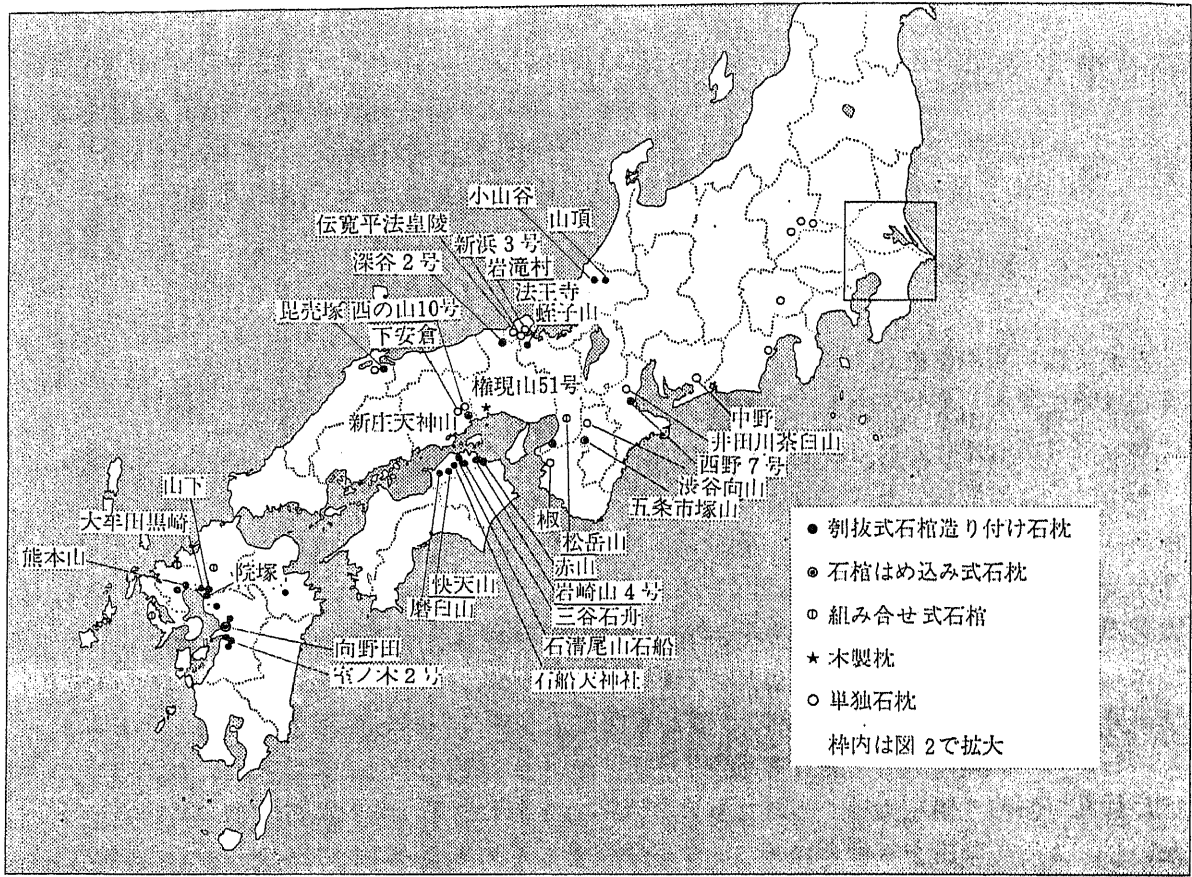 小山谷
山頂
伝寛平法皇陵
新浜3号
岩滝村
深谷2号
法王寺
蛭子山
毘売塚
西の山10号
下安倉
権現山51号
新庄天神山
中野
井田川茶臼山
西野7号
渋谷向山
五条市塚山
椒
松岳山
赤山
岩崎山4号
三谷石舟
石清尾山石船
石船天神社
快天山
磨臼山
山下
大牟田黒崎
熊本山
院塚
向野田
室ノ木2号
● 刳抜式石棺造り付け石枕
◉ 石棺はめ込み式石枕
⦶ 組み合せ式石棺
★ 木製枕
○ 単独石枕
枠内は図2で拡大